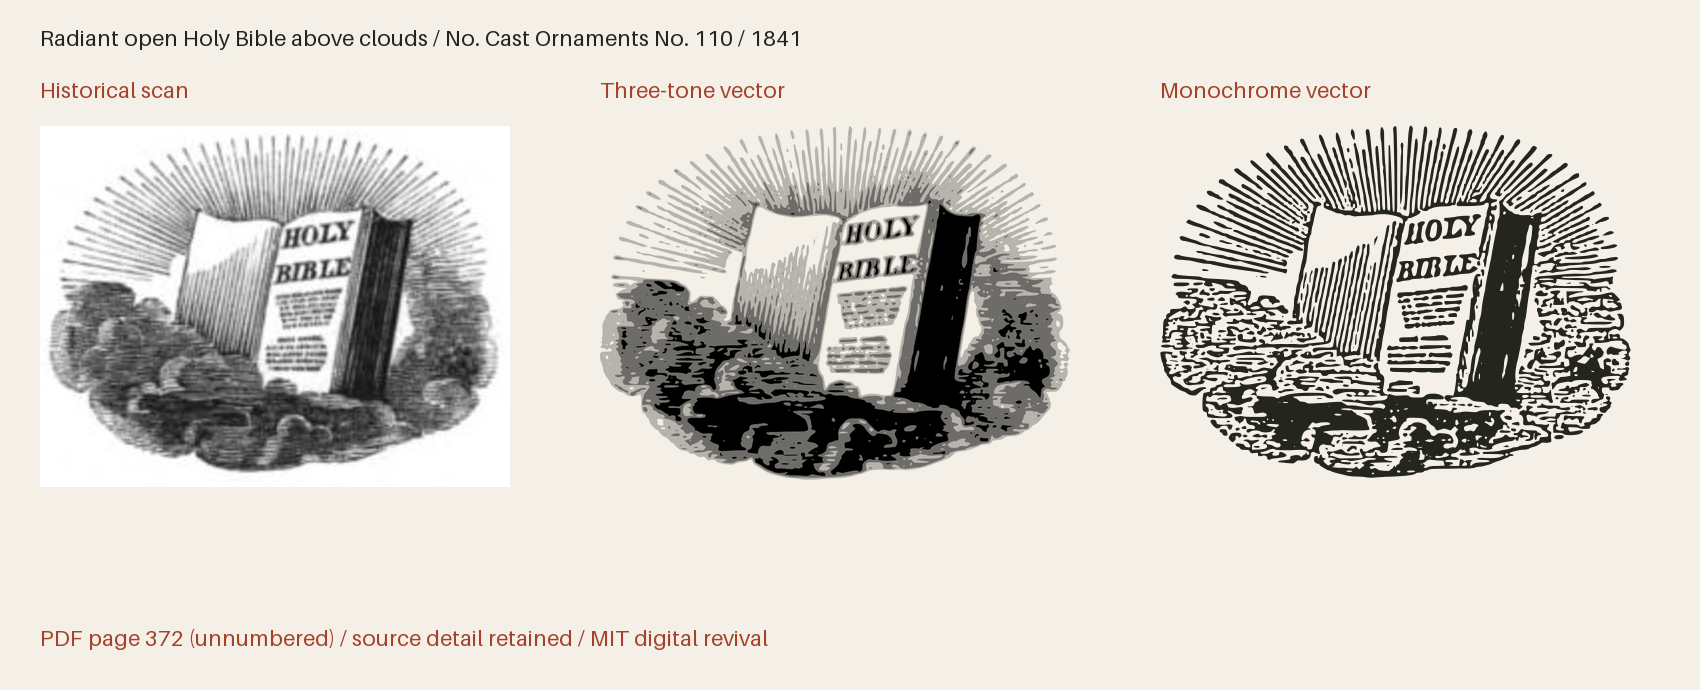 Radiant open Holy Bible above clouds / No. Cast Ornaments No. 110 / 1841
Historical scan
Three-tone vector
Monochrome vector
HOLY
BIBLE
HOLY
BIBLE
HOLY
BIBLE
PDF page 372 (unnumbered) / source detail retained / MIT digital revival